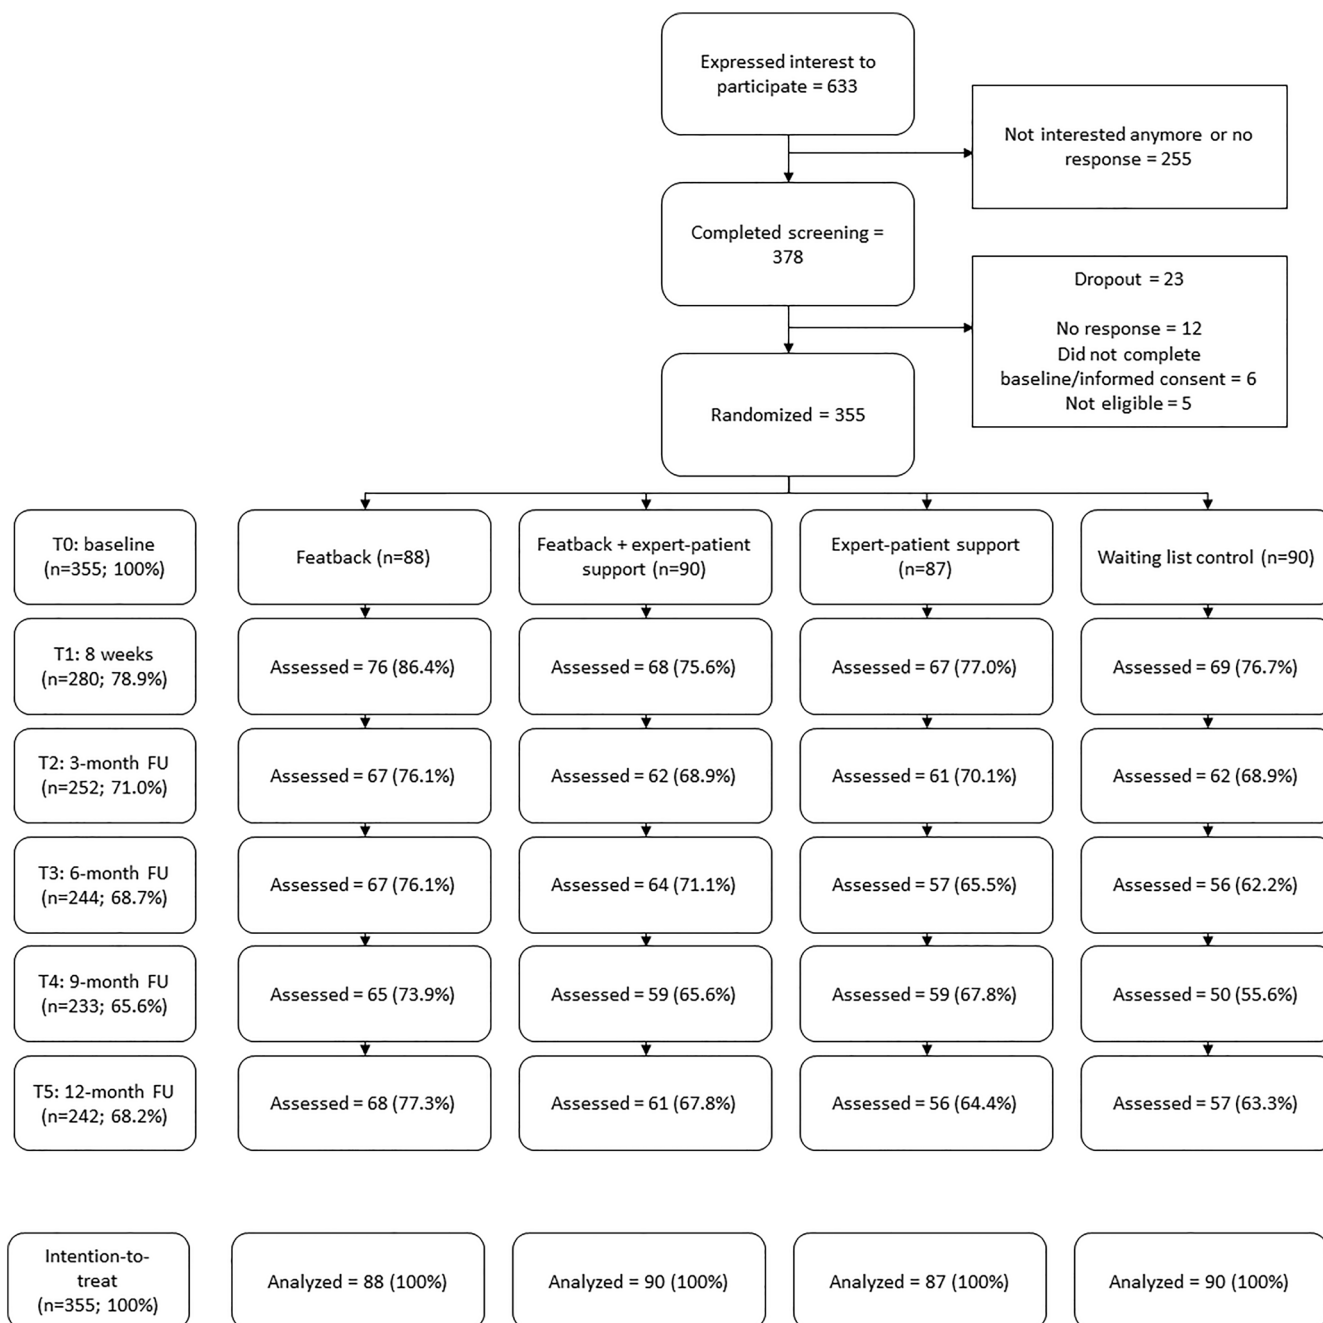 Expressed interest to
participate = 633
Not interested anymore or no
response = 255
Completed screening =
378
Dropout = 23
No response = 12
Did not complete
baseline/informed consent = 6
Not eligible = 5
Randomized = 355
T0: baseline
(n=355; 100%)
Featback (n=88)
Featback + expert-patient
support (n=90)
Expert-patient support
(n=87)
Waiting list control (n=90)
T1: 8 weeks
(n=280; 78.9%)
Assessed = 76 (86.4%)
Assessed = 68 (75.6%)
Assessed = 67 (77.0%)
Assessed = 69 (76.7%)
T2: 3-month FU
(n=252; 71.0%)
Assessed = 67 (76.1%)
Assessed = 62 (68.9%)
Assessed = 61 (70.1%)
Assessed = 62 (68.9%)
T3: 6-month FU
(n=244; 68.7%)
Assessed = 67 (76.1%)
Assessed = 64 (71.1%)
Assessed = 57 (65.5%)
Assessed = 56 (62.2%)
T4: 9-month FU
(n=233; 65.6%)
Assessed = 65 (73.9%)
Assessed = 59 (65.6%)
Assessed = 59 (67.8%)
Assessed = 50 (55.6%)
T5: 12-month FU
(n=242; 68.2%)
Assessed = 68 (77.3%)
Assessed = 61 (67.8%)
Assessed = 56 (64.4%)
Assessed = 57 (63.3%)
Intention-to-
treat
(n=355; 100%)
Analyzed = 88 (100%)
Analyzed = 90 (100%)
Analyzed = 87 (100%)
Analyzed = 90 (100%)